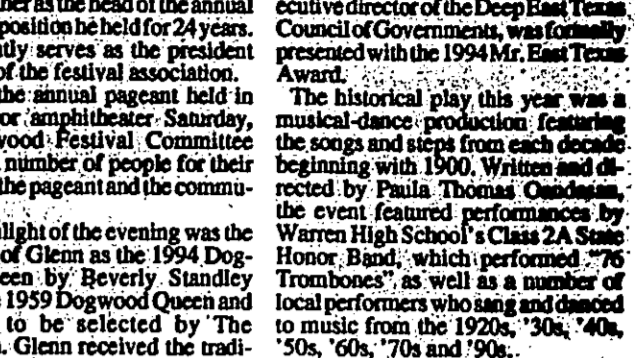 as the head of the annual
position he held for 24 years.
serves as the president
of the festival association.
the annual pageant held in
amphitheater Saturday,
Festival Committee
number of people for their
the pageant and the commu-
of the evening was the
of Glenn as the 1994 Dog-
by Beverly Standley
1959 Dogwood Queen and
to be selected by The
Glenn received the tradi-
ecutive director of the Deep East Texas
Council of Governments, was formally
presented with the 1994 Mr. East Texas
Award.
The historical play this year was a
musical-dance production featuring
the songs and steps from each decade
beginning with 1900. Written and di-
rected by Paula Thomas
the event featured performances by
Warren High School's Class 2A State
Honor Band, which performed "76
Trombones", as well as a number of
local performers who sang and danced
to music from the 1920s, '30s, '40s,
'50s, '60s, '70s and '90s.